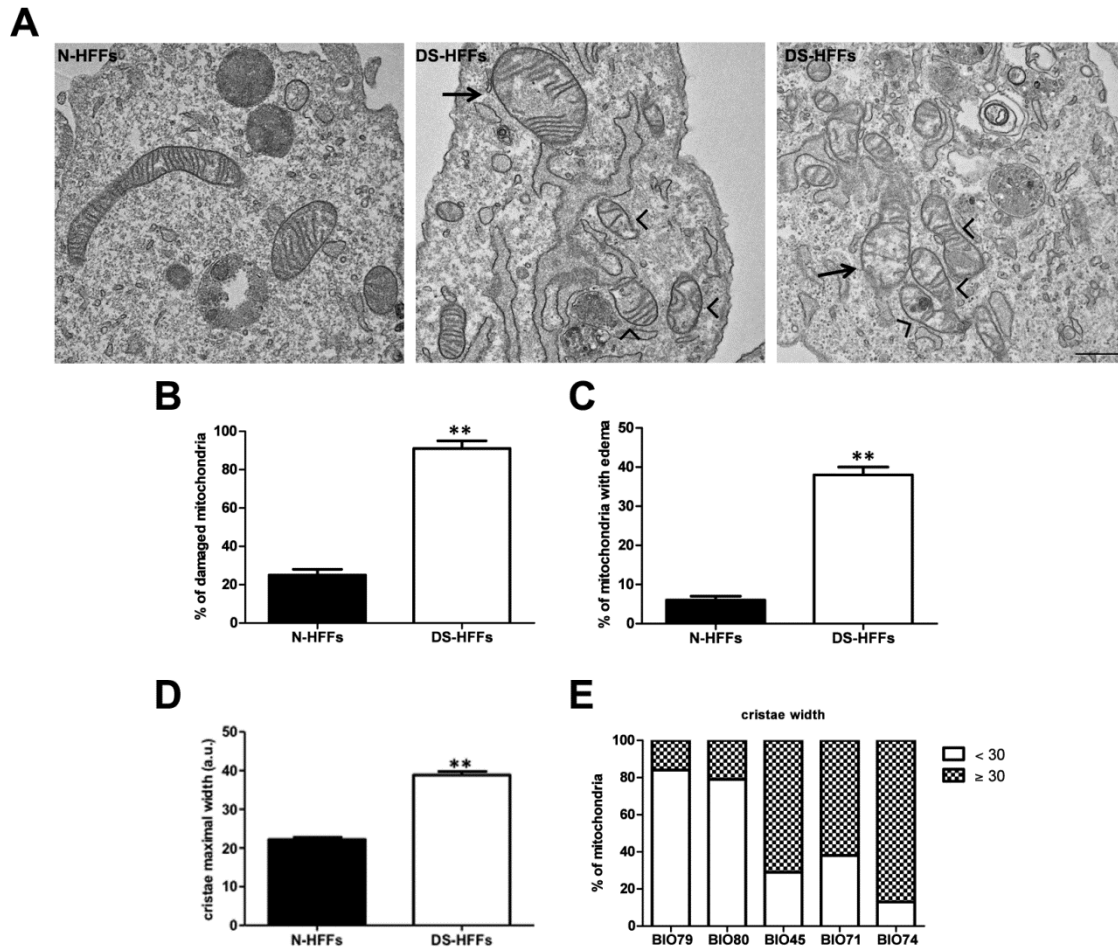 A
N-HFFs
DS-HFFs
DS-HFFs
B
% of damaged mitochondria
100
80
60
40
20
0
**
N-HFFs
DS-HFFs
C
% of mitochondria with edema
50
40
30
20
10
0
**
N-HFFs
DS-HFFs
D
cristae maximal width (a.u.)
50
40
30
20
10
0
**
N-HFFs
DS-HFFs
E
cristae width
% of mitochondria
100
80
60
40
20
0
BIO79 BIO80 BIO45 BIO71 BIO74
< 30
≥ 30